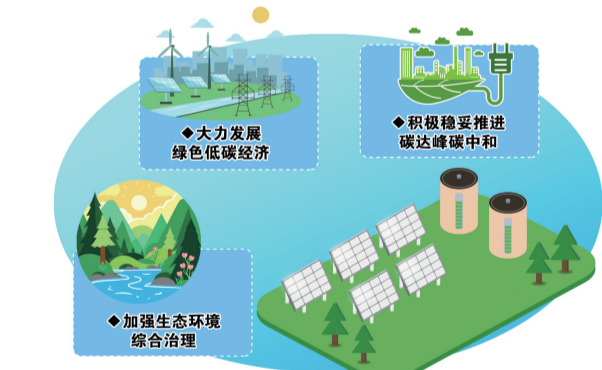 ◆大力发展
绿色低碳经济
◆积极稳妥推进
碳达峰碳中和
◆加强生态环境
综合治理